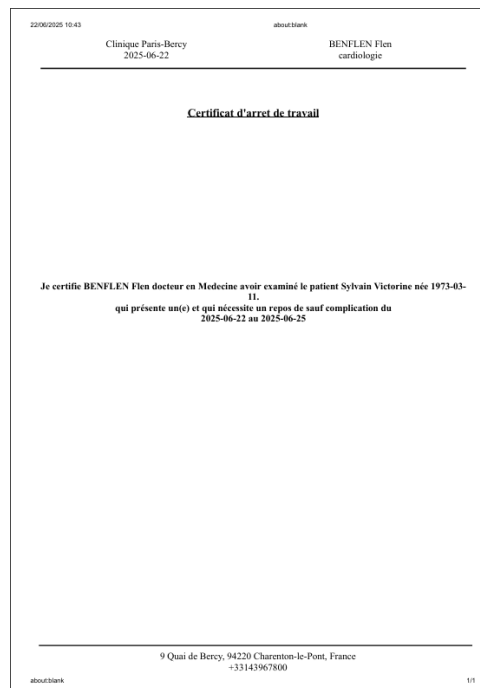 22/06/2025 10:43 about:blank
Clinique Paris-Bercy BENFLEN Flen
2025-06-22 cardiologie
Certificat d'arret de travail
Je certifie BENFLEN Flen docteur en Medecine avoir examiné le patient Sylvain Victorine née 1973-03-
11.
qui présente un(e) et qui nécessite un repos de sauf complication du
2025-06-22 au 2025-06-25
9 Quai de Bercy, 94220 Charenton-le-Pont, France
+33143967800
about:blank 1/1